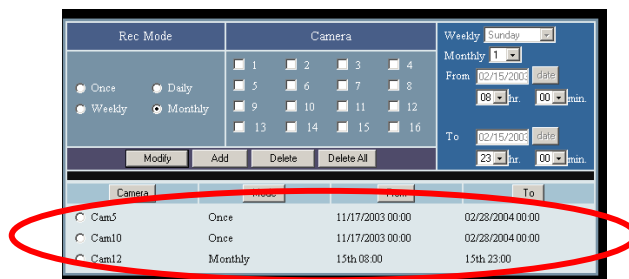 Rec Mode Camera Weekly Sunday
Monthly 1
1 2 3 4 From 02/15/2003 date
Once Daily 5 6 7 8 08 hr. 00 min.
Weekly Monthly 9 10 11 12
13 14 15 16 To 02/15/2003 date
Modify Add Delete Delete All 23 hr. 00 min.
Camera Mode From To
Cam5 Once 11/17/2003 00:00 02/28/2004 00:00
Cam10 Once 11/17/2003 00:00 02/28/2004 00:00
Cam12 Monthly 15th 08:00 15th 23:00